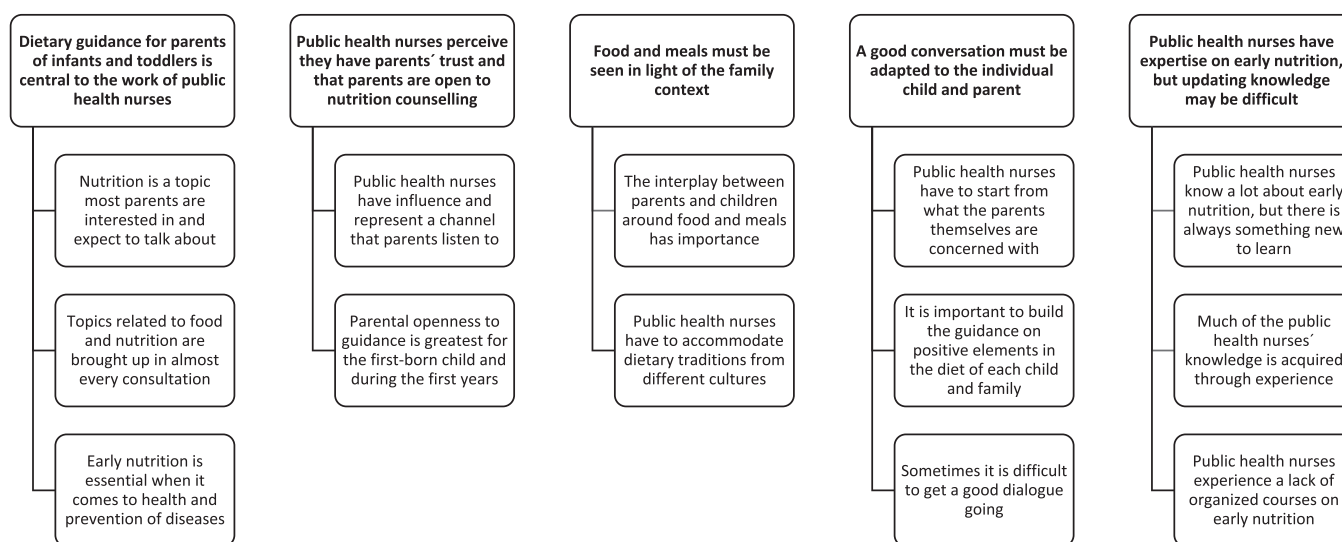 Dietary guidance for parents
of infants and toddlers is
central to the work of public
health nurses
Nutrition is a topic
most parents are
interested in and
expect to talk about
Topics related to food
and nutrition are
brought up in almost
every consultation
Early nutrition is
essential when it
comes to health and
prevention of diseases
Public health nurses perceive
they have parents´ trust and
that parents are open to
nutrition counselling
Public health nurses
have influence and
represent a channel
that parents listen to
Parental openness to
guidance is greatest for
the first-born child and
during the first years
Food and meals must be
seen in light of the family
context
The interplay between
parents and children
around food and meals
has importance
Public health nurses
have to accommodate
dietary traditions from
different cultures
A good conversation must be
adapted to the individual
child and parent
Public health nurses
have to start from
what the parents
themselves are
concerned with
It is important to build
the guidance on
positive elements in
the diet of each child
and family
Sometimes it is difficult
to get a good dialogue
going
Public health nurses have
expertise on early nutrition,
but updating knowledge
may be difficult
Public health nurses
know a lot about early
nutrition, but there is
always something new
to learn
Much of the public
health nurses´
knowledge is acquired
through experience
Public health nurses
experience a lack of
organized courses on
early nutrition